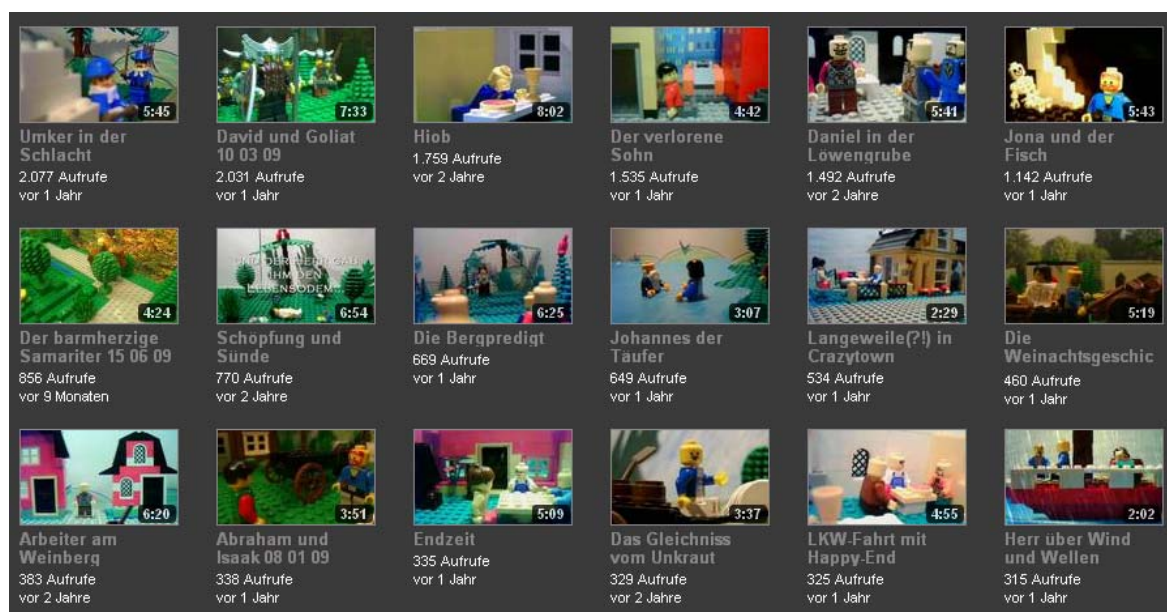 5:45
7:33
8:02
4:42
5:41
5:43
Umker in der
Schlacht
2.077 Aufrufe
vor 1 Jahr
David und Goliat
10 03 09
2.031 Aufrufe
vor 1 Jahr
Hiob
1.759 Aufrufe
vor 2 Jahre
Der verlorene
Sohn
1.535 Aufrufe
vor 1 Jahr
Daniel in der
Löwengrube
1.492 Aufrufe
vor 2 Jahre
Jona und der
Fisch
1.142 Aufrufe
vor 1 Jahr
4:24
UND DER HERR GAB
IHM DEN
LEBENSODEM...
6:54
6:25
3:07
2:29
5:19
Der barmherzige
Samariter 15 06 09
856 Aufrufe
vor 9 Monaten
Schöpfung und
Sünde
770 Aufrufe
vor 2 Jahre
Die Bergpredigt
669 Aufrufe
vor 1 Jahr
Johannes der
Täufer
649 Aufrufe
vor 1 Jahr
Langeweile(?!) in
Crazytown
534 Aufrufe
vor 1 Jahr
Die
Weinachtsgeschic
460 Aufrufe
vor 1 Jahr
6:20
3:51
5:09
3:37
4:55
2:02
Arbeiter am
Weinberg
383 Aufrufe
vor 2 Jahre
Abraham und
Isaak 08 01 09
338 Aufrufe
vor 1 Jahr
Endzeit
335 Aufrufe
vor 1 Jahr
Das Gleichniss
vom Unkraut
329 Aufrufe
vor 2 Jahre
LKW-Fahrt mit
Happy-End
325 Aufrufe
vor 1 Jahr
Herr über Wind
und Wellen
315 Aufrufe
vor 1 Jahr